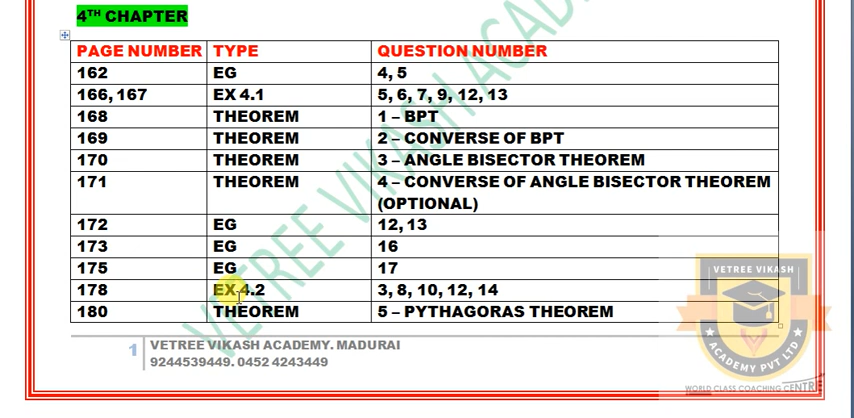 4TH CHAPTER
PAGE NUMBER TYPE QUESTION NUMBER
162 EG 4, 5
166, 167 EX 4.1 5, 6, 7, 9, 12, 13
168 THEOREM 1 – BPT
169 THEOREM 2 – CONVERSE OF BPT
170 THEOREM 3 – ANGLE BISECTOR THEOREM
171 THEOREM 4 – CONVERSE OF ANGLE BISECTOR THEOREM
(OPTIONAL)
172 EG 12, 13
173 EG 16
175 EG 17
178 EX 4.2 3, 8, 10, 12, 14
180 THEOREM 5 – PYTHAGORAS THEOREM
1 VETREE VIKASH ACADEMY. MADURAI
9244539449. 0452 4243449
VETREE VIKASH ACADEM
VETREE VIKASH
ACADEMY PVT LTD
WORLD CLASS COACHING CENTRE